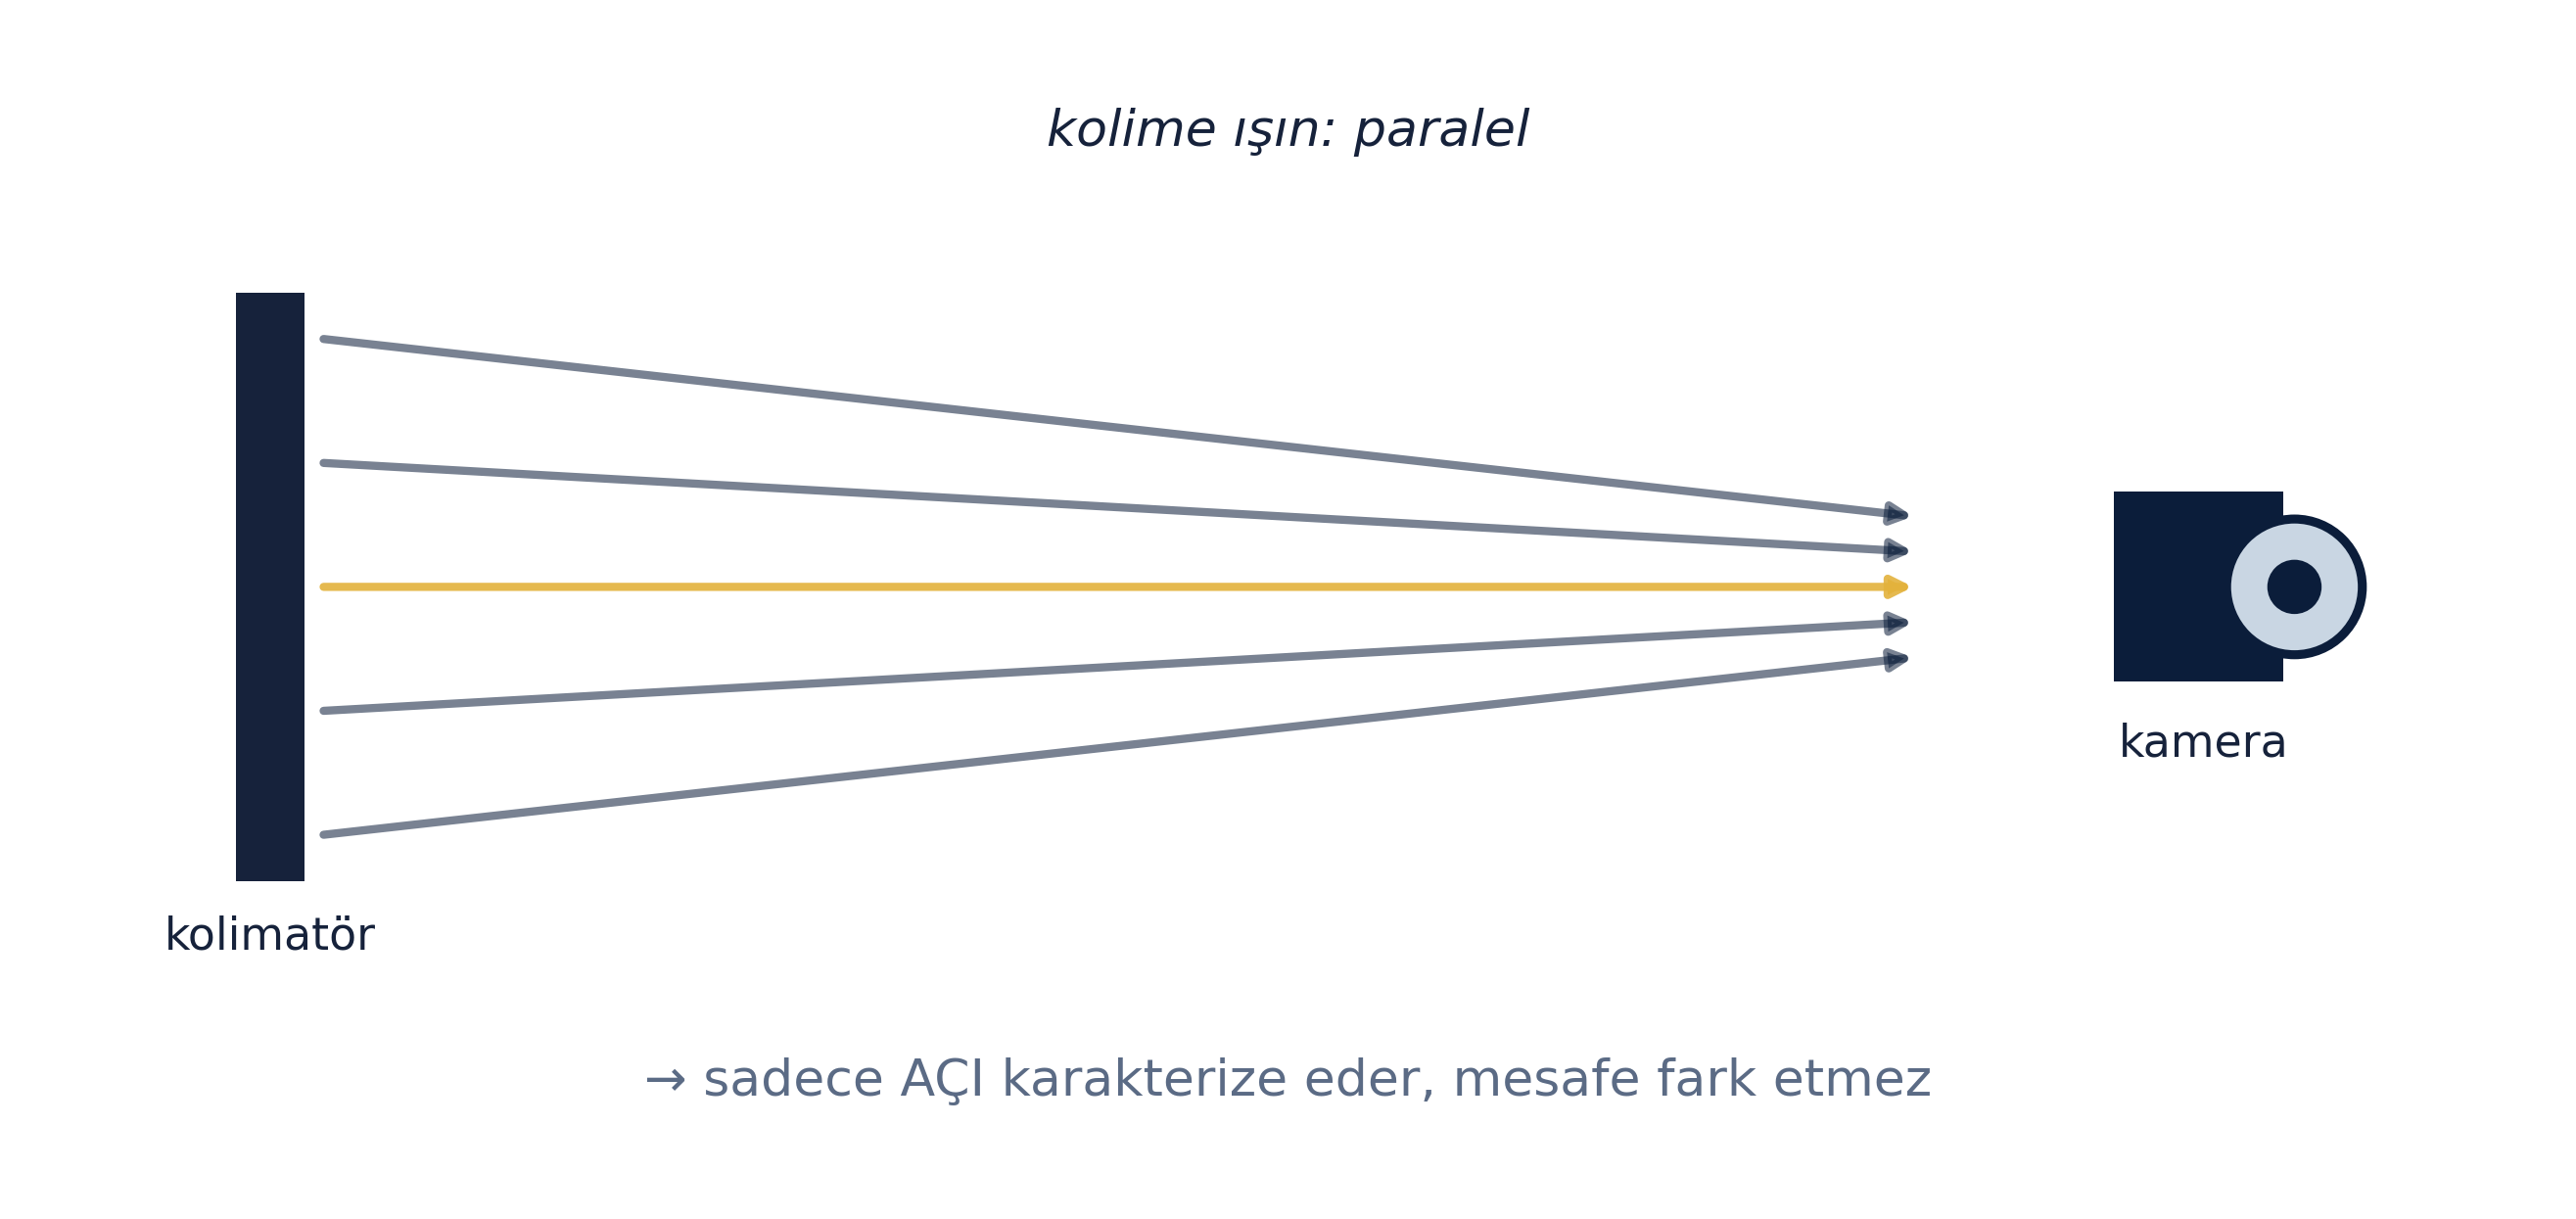 kolime ışın: paralel
kamera
kolimatör
→ sadece AÇI karakterize eder, mesafe fark etmez